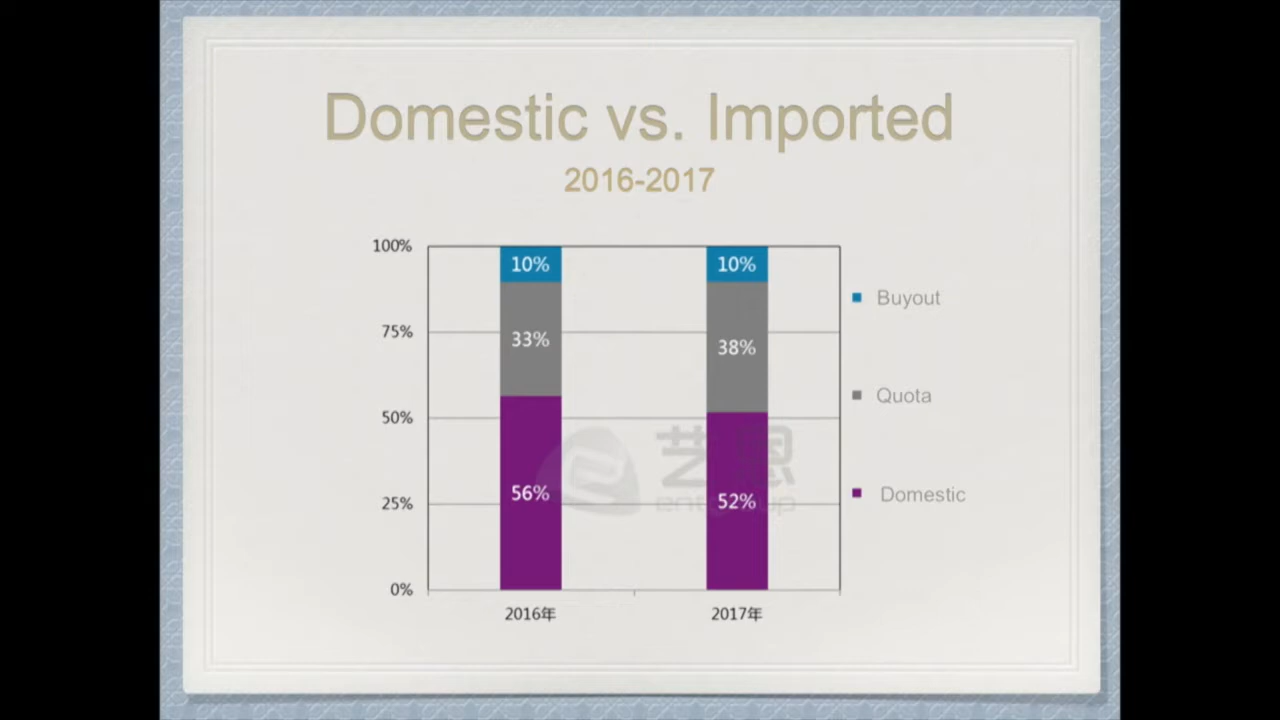 Domestic vs. Imported
2016-2017
100%
75%
50%
25%
0%
10%
33%
56%
10%
38%
52%
2016年
2017年
Buyout
Quota
Domestic
艺恩